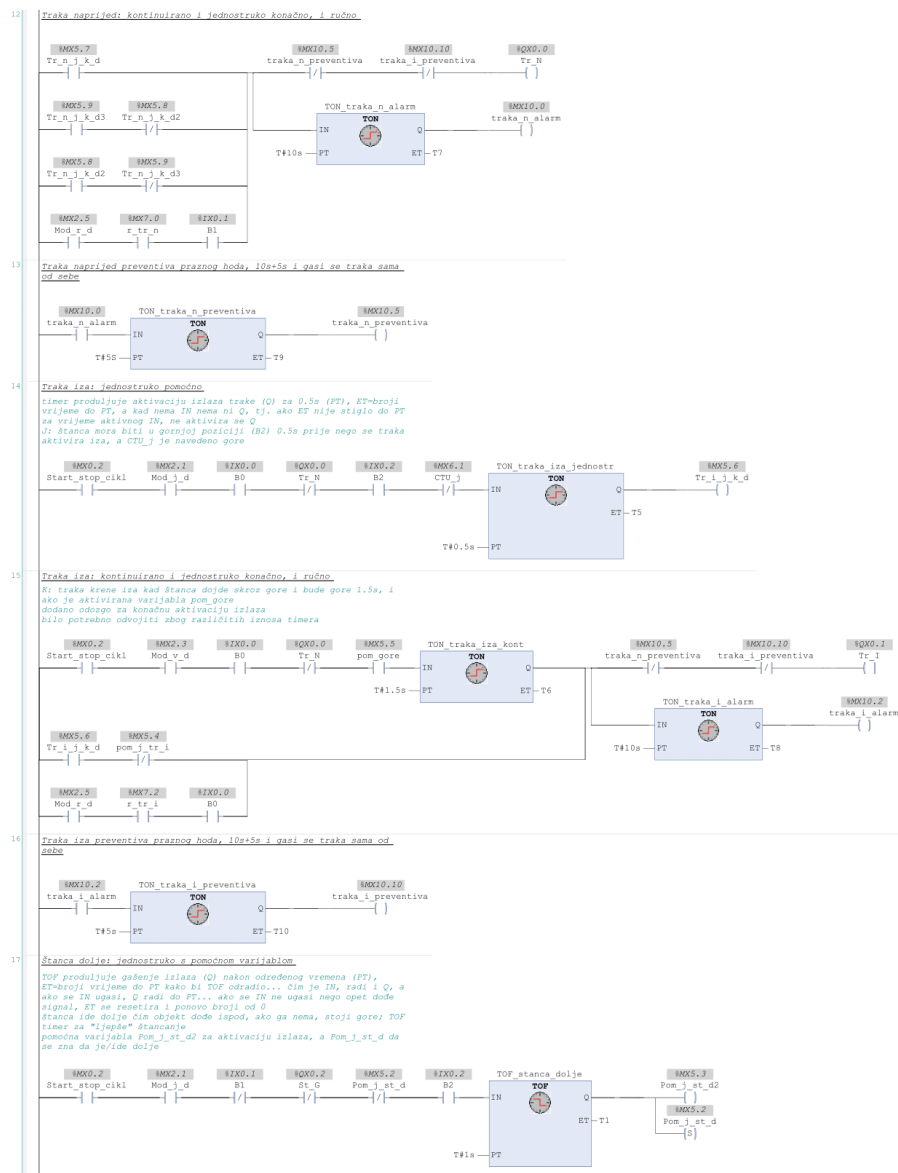 12
Traka naprijed: kontinuirano i jednostruko konačno, i ručno
%MX5.7 %MX10.5 %MX10.10 %QX0.0
Tr_n_j_k_d traka_n_preventiva traka_i_preventiva Tr_N
%MX5.9 %MX5.8 TON_traka_n_alarm %MX10.0
Tr_n_j_k_d3 Tr_n_j_k_d2 TON traka_n_alarm
IN Q
T#10s PT ET T7
%MX5.8 %MX5.9
Tr_n_j_k_d2 Tr_n_j_k_d3
%MX2.5 %MX7.0 %IX0.1
Mod_r_d r_tr_n B1
13
Traka naprijed preventiva praznog hoda, 10s+5s i gasi se traka sama
od sebe
%MX10.0 TON_traka_n_preventiva %MX10.5
traka_n_alarm TON traka_n_preventiva
IN Q
T#5S PT ET T9
14
Traka iza: jednostruko pomoćno
timer produljuje aktivaciju izlaza trake (Q) za 0.5s (PT), ET=broji
vrijeme do PT, a kad nema IN nema ni Q, tj. ako ET nije stiglo do PT
za vrijeme aktivnog IN, ne aktivira se Q
J: štanca mora biti u gornjoj poziciji (B2) 0.5s prije nego se traka
aktivira iza, a CTU_j je navedeno gore
%MX0.2 %MX2.1 %IX0.0 %QX0.0 %IX0.2 %MX6.1 TON_traka_iza_jednostr %MX5.6
Start_stop_cikl Mod_j_d B0 Tr_N B2 CTU_j TON Tr_i_j_k_d
IN Q
ET T5
T#0.5s PT
15
Traka iza: kontinuirano i jednostruko konačno, i ručno
K: traka krene iza kad štanca dojde skroz gore i bude gore 1.5s, i
ako je aktivirana varijabla pom_gore
dodano odozgo za konačnu aktivaciju izlaza
bilo potrebno odvojiti zbog različitih iznosa timera
%MX0.2 %MX2.3 %IX0.0 %QX0.0 %MX5.5 TON_traka_iza_kont %MX10.5 %MX10.10 %QX0.1
Start_stop_cikl Mod_v_d B0 Tr_N pom_gore TON traka_n_preventiva traka_i_preventiva Tr_I
IN Q
T#1.5s PT ET T6
TON_traka_i_alarm %MX10.2
TON traka_i_alarm
IN Q
%MX5.6 %MX5.4 T#10s PT ET T8
Tr_i_j_k_d pom_j_tr_i
%MX2.5 %MX7.2 %IX0.0
Mod_r_d r_tr_i B0
16
Traka iza preventiva praznog hoda, 10s+5s i gasi se traka sama od
sebe
%MX10.2 TON_traka_i_preventiva %MX10.10
traka_i_alarm TON traka_i_preventiva
IN Q
T#5s PT ET T10
17
Štanca dolje: jednostruko s pomoćnom varijablom
TOF produljuje gašenje izlaza (Q) nakon određenog vremena (PT),
ET=broji vrijeme do PT kako bi TOF odradio... čim je IN, radi i Q, a
ako se IN ugasi, Q radi do PT... ako se IN ne ugasi nego opet dođe
signal, ET se resetira i ponovo broji od 0
štanca ide dolje čim objekt dođe ispod, ako ga nema, stoji gore; TOF
timer za "ljepše" štancanje
pomoćna varijabla Pom_j_st_d2 za aktivaciju izlaza, a Pom_j_st_d da
se zna da je/ide dolje
%MX0.2 %MX2.1 %IX0.1 %QX0.2 %MX5.2 %IX0.2 TOF_stanca_dolje %MX5.3
Start_stop_cikl Mod_j_d B1 St_G Pom_j_st_d B2 TOF Pom_j_st_d2
IN Q
%MX5.2
ET T1 Pom_j_st_d
S
T#1s PT